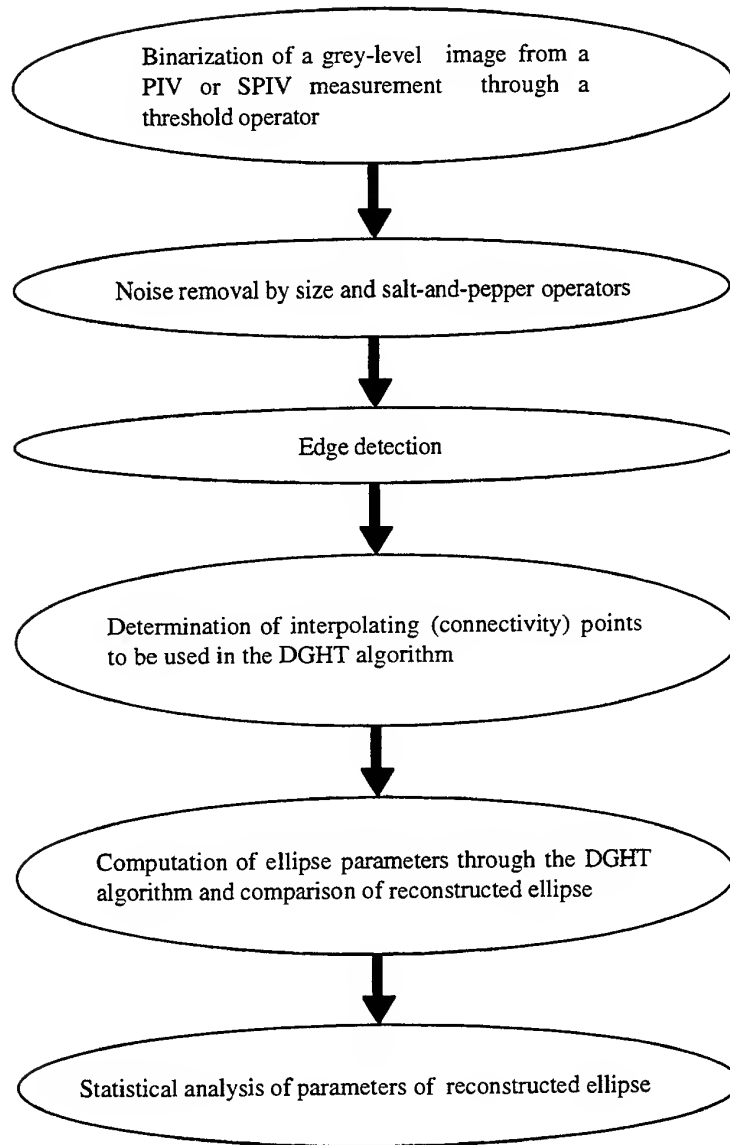 Binarization of a grey-level image from a
PIV or SPIV measurement through a
threshold operator
Noise removal by size and salt-and-pepper operators
Edge detection
Determination of interpolating (connectivity) points
to be used in the DGHT algorithm
Computation of ellipse parameters through the DGHT
algorithm and comparison of reconstructed ellipse
Statistical analysis of parameters of reconstructed ellipse